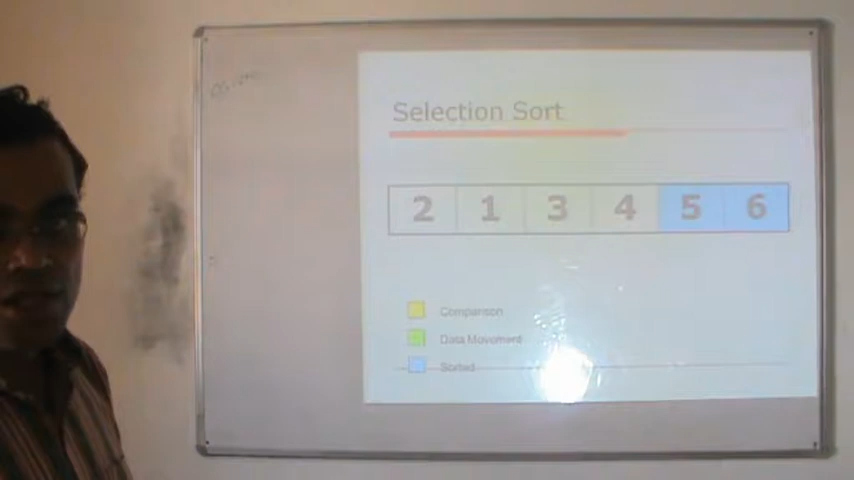 Selection Sort
2 1 3 4 5 6
Comparison
Data Movement
Sorted